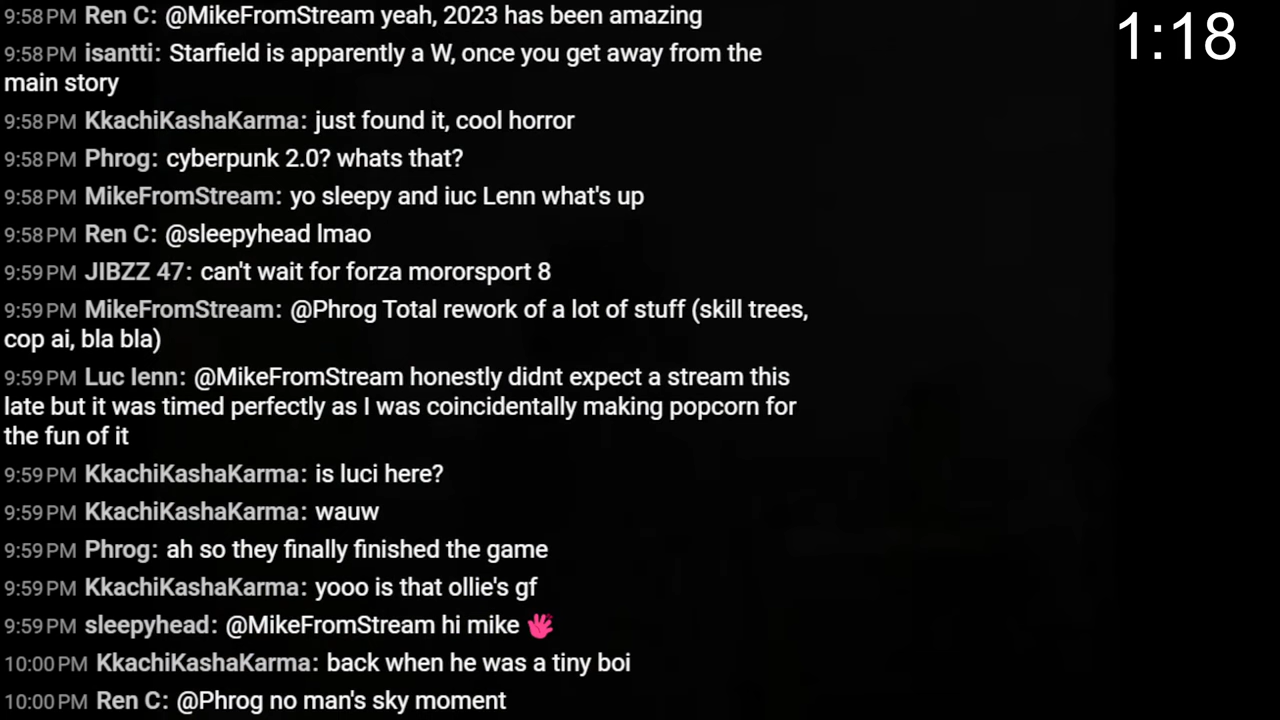 9:58 PM Ren C: @MikeFromStream yeah, 2023 has been amazing
1:18
9:58 PM isantti: Starfield is apparently a W, once you get away from the
main story
9:58 PM KkachiKashaKarma: just found it, cool horror
9:58 PM Phrog: cyberpunk 2.0? whats that?
9:58 PM MikeFromStream: yo sleepy and iuc Lenn what's up
9:58 PM Ren C: @sleepyhead lmao
9:59 PM JIBZZ 47: can't wait for forza mororsport 8
9:59 PM MikeFromStream: @Phrog Total rework of a lot of stuff (skill trees,
cop ai, bla bla)
9:59 PM Luc lenn: @MikeFromStream honestly didnt expect a stream this
late but it was timed perfectly as I was coincidentally making popcorn for
the fun of it
9:59 PM KkachiKashaKarma: is luci here?
9:59 PM KkachiKashaKarma: wauw
9:59 PM Phrog: ah so they finally finished the game
9:59 PM KkachiKashaKarma: yooo is that ollie's gf
9:59 PM sleepyhead: @MikeFromStream hi mike
10:00 PM KkachiKashaKarma: back when he was a tiny boi
10:00 PM Ren C: @Phrog no man's sky moment